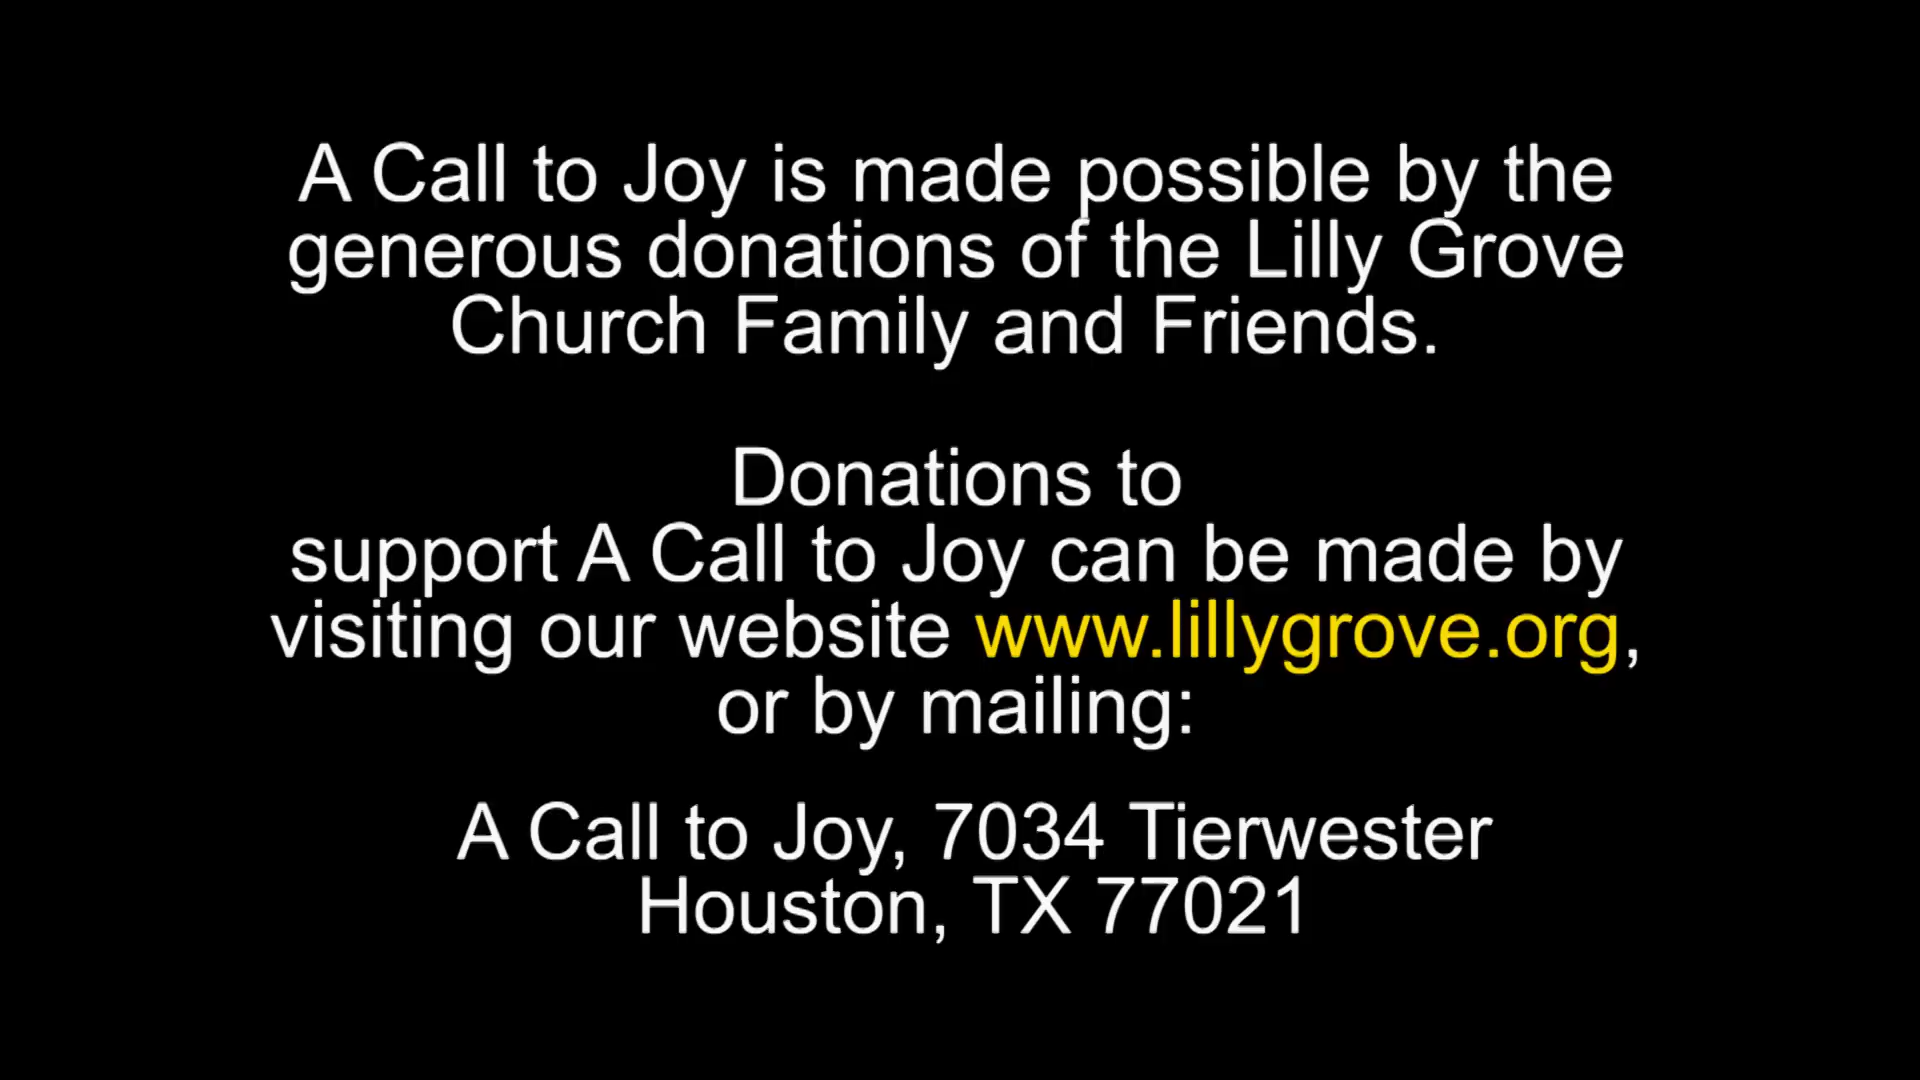 A Call to Joy is made possible by the
generous donations of the Lilly Grove
Church Family and Friends.
Donations to
support A Call to Joy can be made by
visiting our website www.lillygrove.org,
or by mailing:
A Call to Joy, 7034 Tierwester
Houston, TX 77021